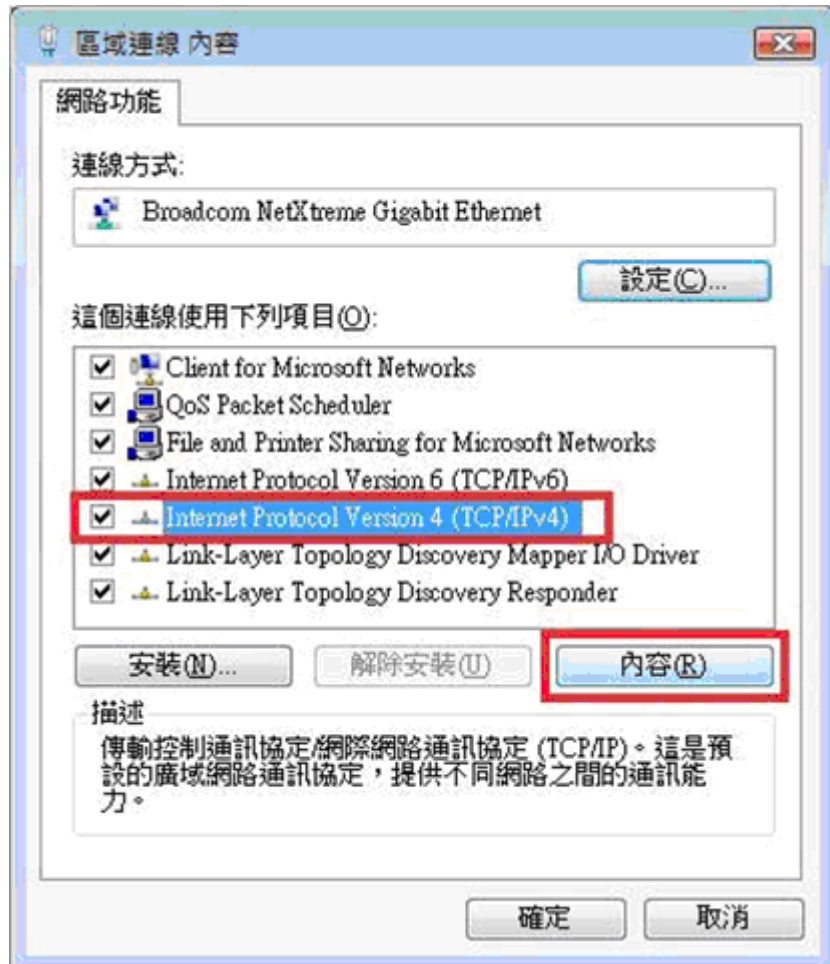 區域連線 內容
網路功能
連線方式:
Broadcom NetXtreme Gigabit Ethernet
設定(C)...
這個連線使用下列項目(O):
Client for Microsoft Networks
QoS Packet Scheduler
File and Printer Sharing for Microsoft Networks
Internet Protocol Version 6 (TCP/IPv6)
Internet Protocol Version 4 (TCP/IPv4)
Link-Layer Topology Discovery Mapper I/O Driver
Link-Layer Topology Discovery Responder
安裝(N)... 解除安裝(U) 內容(R)
描述
傳輸控制通訊協定/網際網路通訊協定 (TCP/IP)。這是預
設的廣域網路通訊協定，提供不同網路之間的通訊能
力。
確定 取消